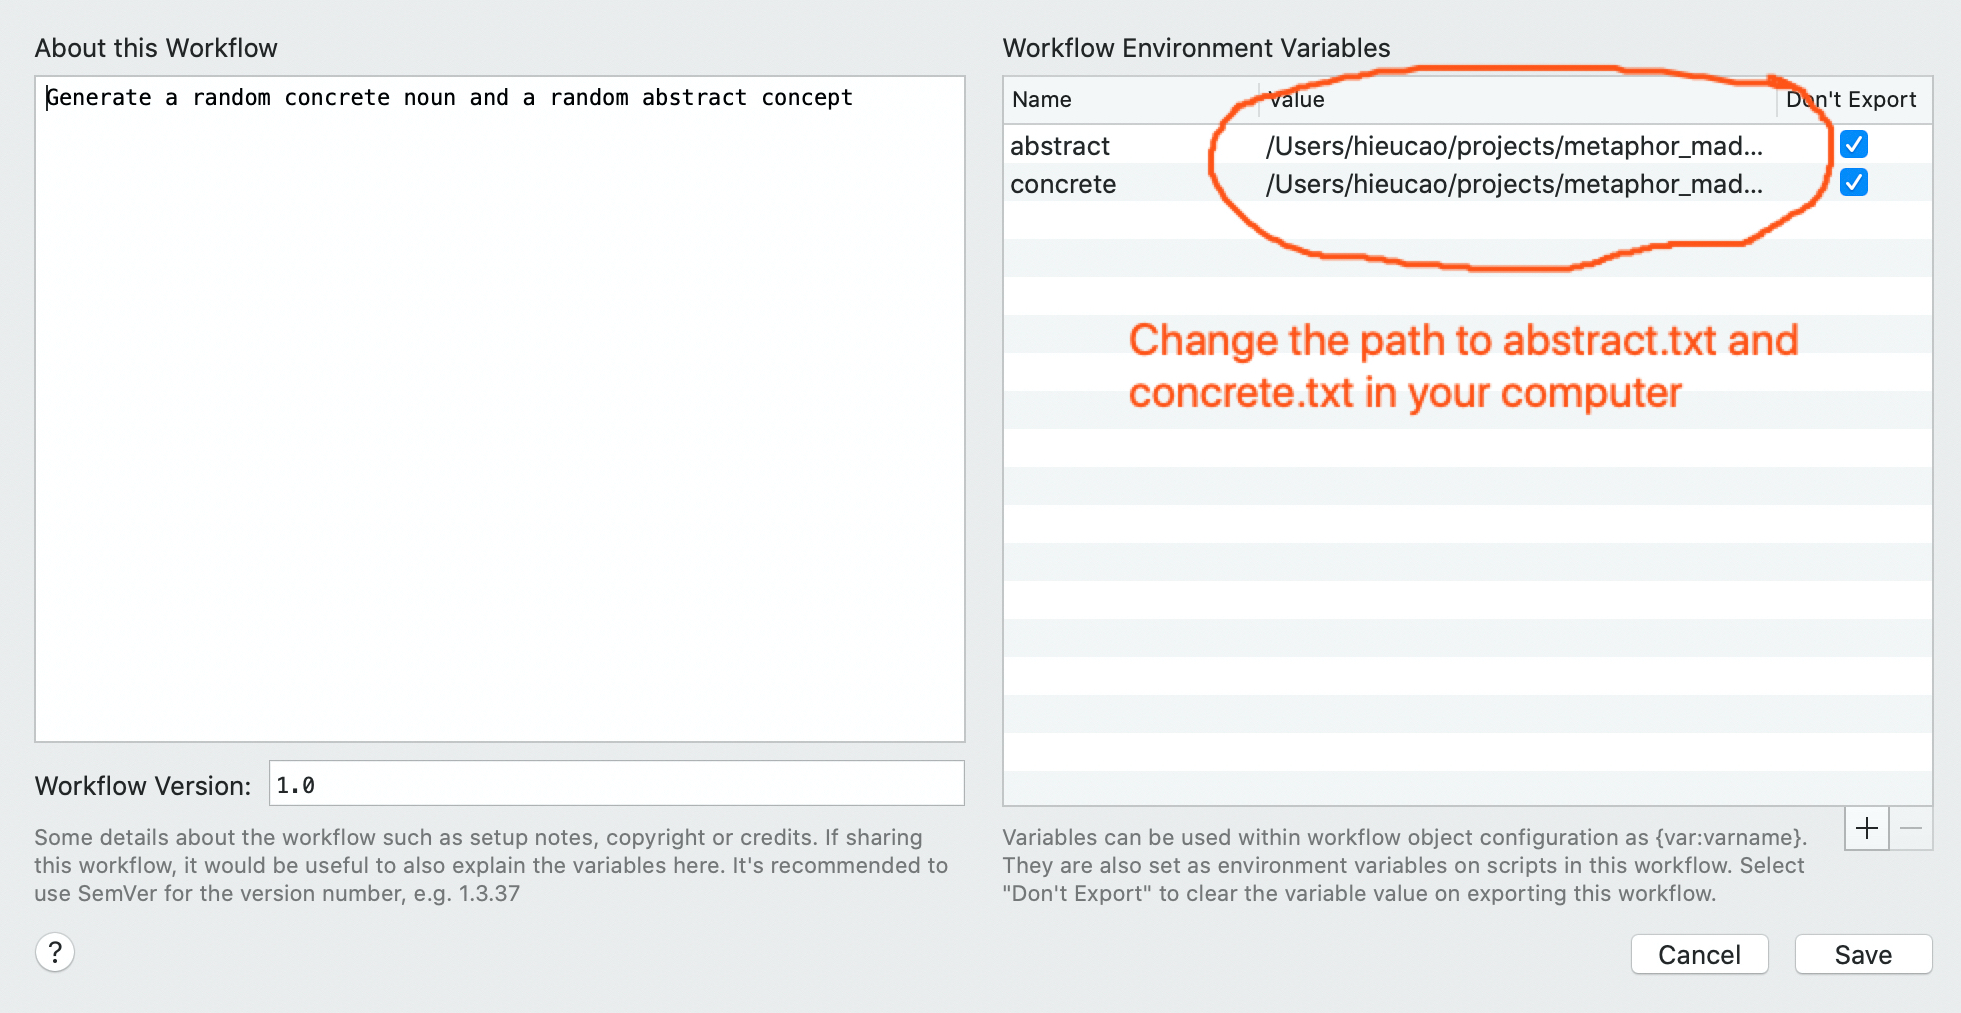 About this Workflow
Generate a random concrete noun and a random abstract concept
Workflow Version: 1.0
Some details about the workflow such as setup notes, copyright or credits. If sharing
this workflow, it would be useful to also explain the variables here. It's recommended to
use SemVer for the version number, e.g. 1.3.37
?
Workflow Environment Variables
Name Value Don't Export
abstract /Users/hieucao/projects/metaphor_mad...
concrete /Users/hieucao/projects/metaphor_mad...
Change the path to abstract.txt and
concrete.txt in your computer
+ −
Variables can be used within workflow object configuration as {var:varname}.
They are also set as environment variables on scripts in this workflow. Select
"Don't Export" to clear the variable value on exporting this workflow.
Cancel Save